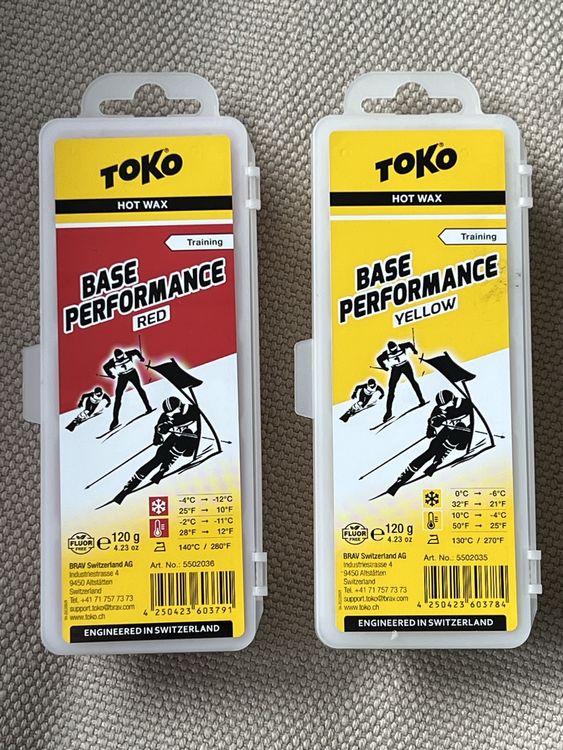 TOKO
HOT WAX
Training
BASE
PERFORMANCE
RED
-4°C → -12°C
25°F → 10°F
-2°C → -11°C
28°F → 12°F
FLUOR
FREE
℮ 120 g
4.23 oz
140°C / 280°F
BRAV Switzerland AG
Industriestrasse 4
9450 Altstätten
Switzerland
Tel. +41 71 757 73 73
support.toko@brav.com
www.toko.ch
Art. No.: 5502036
4 250423 603791
ENGINEERED IN SWITZERLAND
TOKO
HOT WAX
Training
BASE
PERFORMANCE
YELLOW
0°C → -6°C
32°F → 21°F
10°C → -4°C
50°F → 25°F
FLUOR
FREE
℮ 120 g
4.23 oz
130°C / 270°F
BRAV Switzerland AG
Industriestrasse 4
9450 Altstätten
Switzerland
Tel. +41 71 757 73 73
support.toko@brav.com
www.toko.ch
Art. No.: 5502035
4 250423 603784
ENGINEERED IN SWITZERLAND